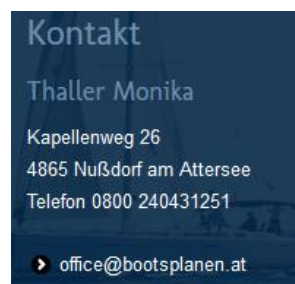 Kontakt
Thaller Monika
Kapellenweg 26
4865 Nußdorf am Attersee
Telefon 0800 240431251
office@bootsplanen.at